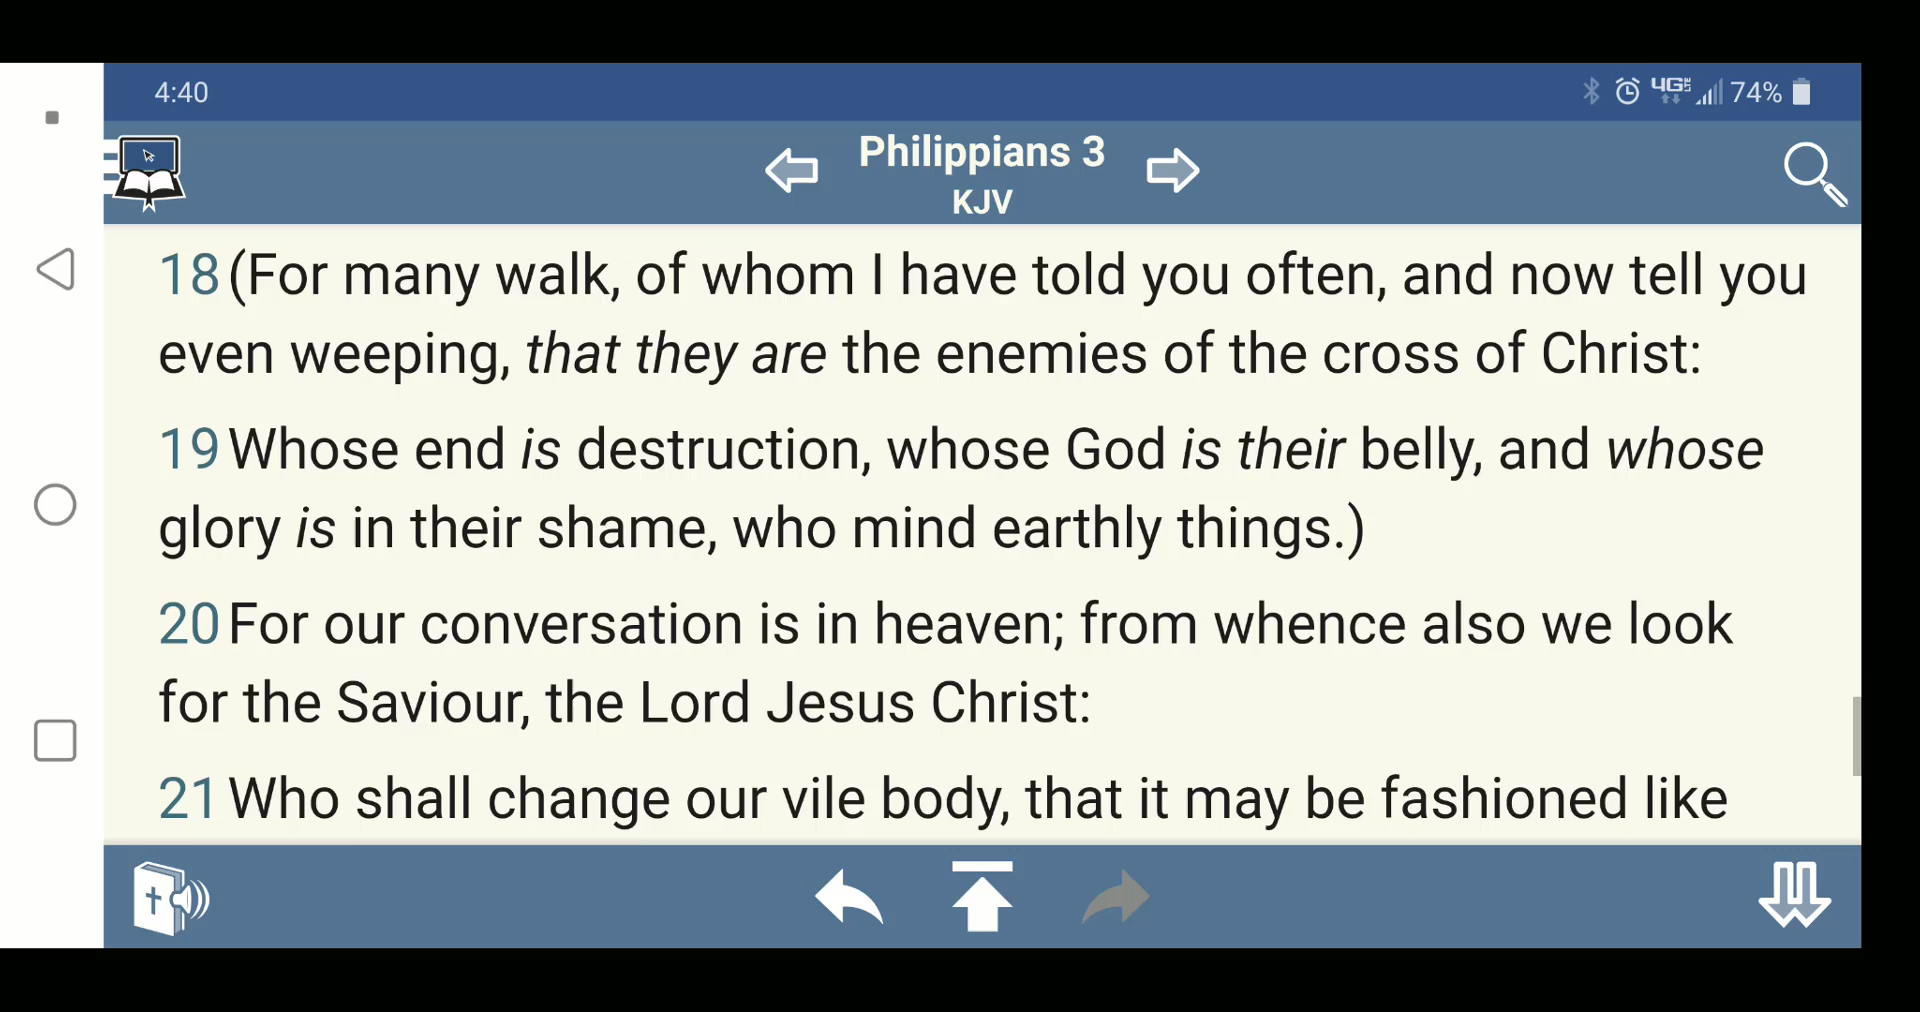 4:40
4G LTE 74%
Philippians 3
KJV
18 (For many walk, of whom I have told you often, and now tell you
even weeping, that they are the enemies of the cross of Christ:
19 Whose end is destruction, whose God is their belly, and whose
glory is in their shame, who mind earthly things.)
20 For our conversation is in heaven; from whence also we look
for the Saviour, the Lord Jesus Christ:
21 Who shall change our vile body, that it may be fashioned like